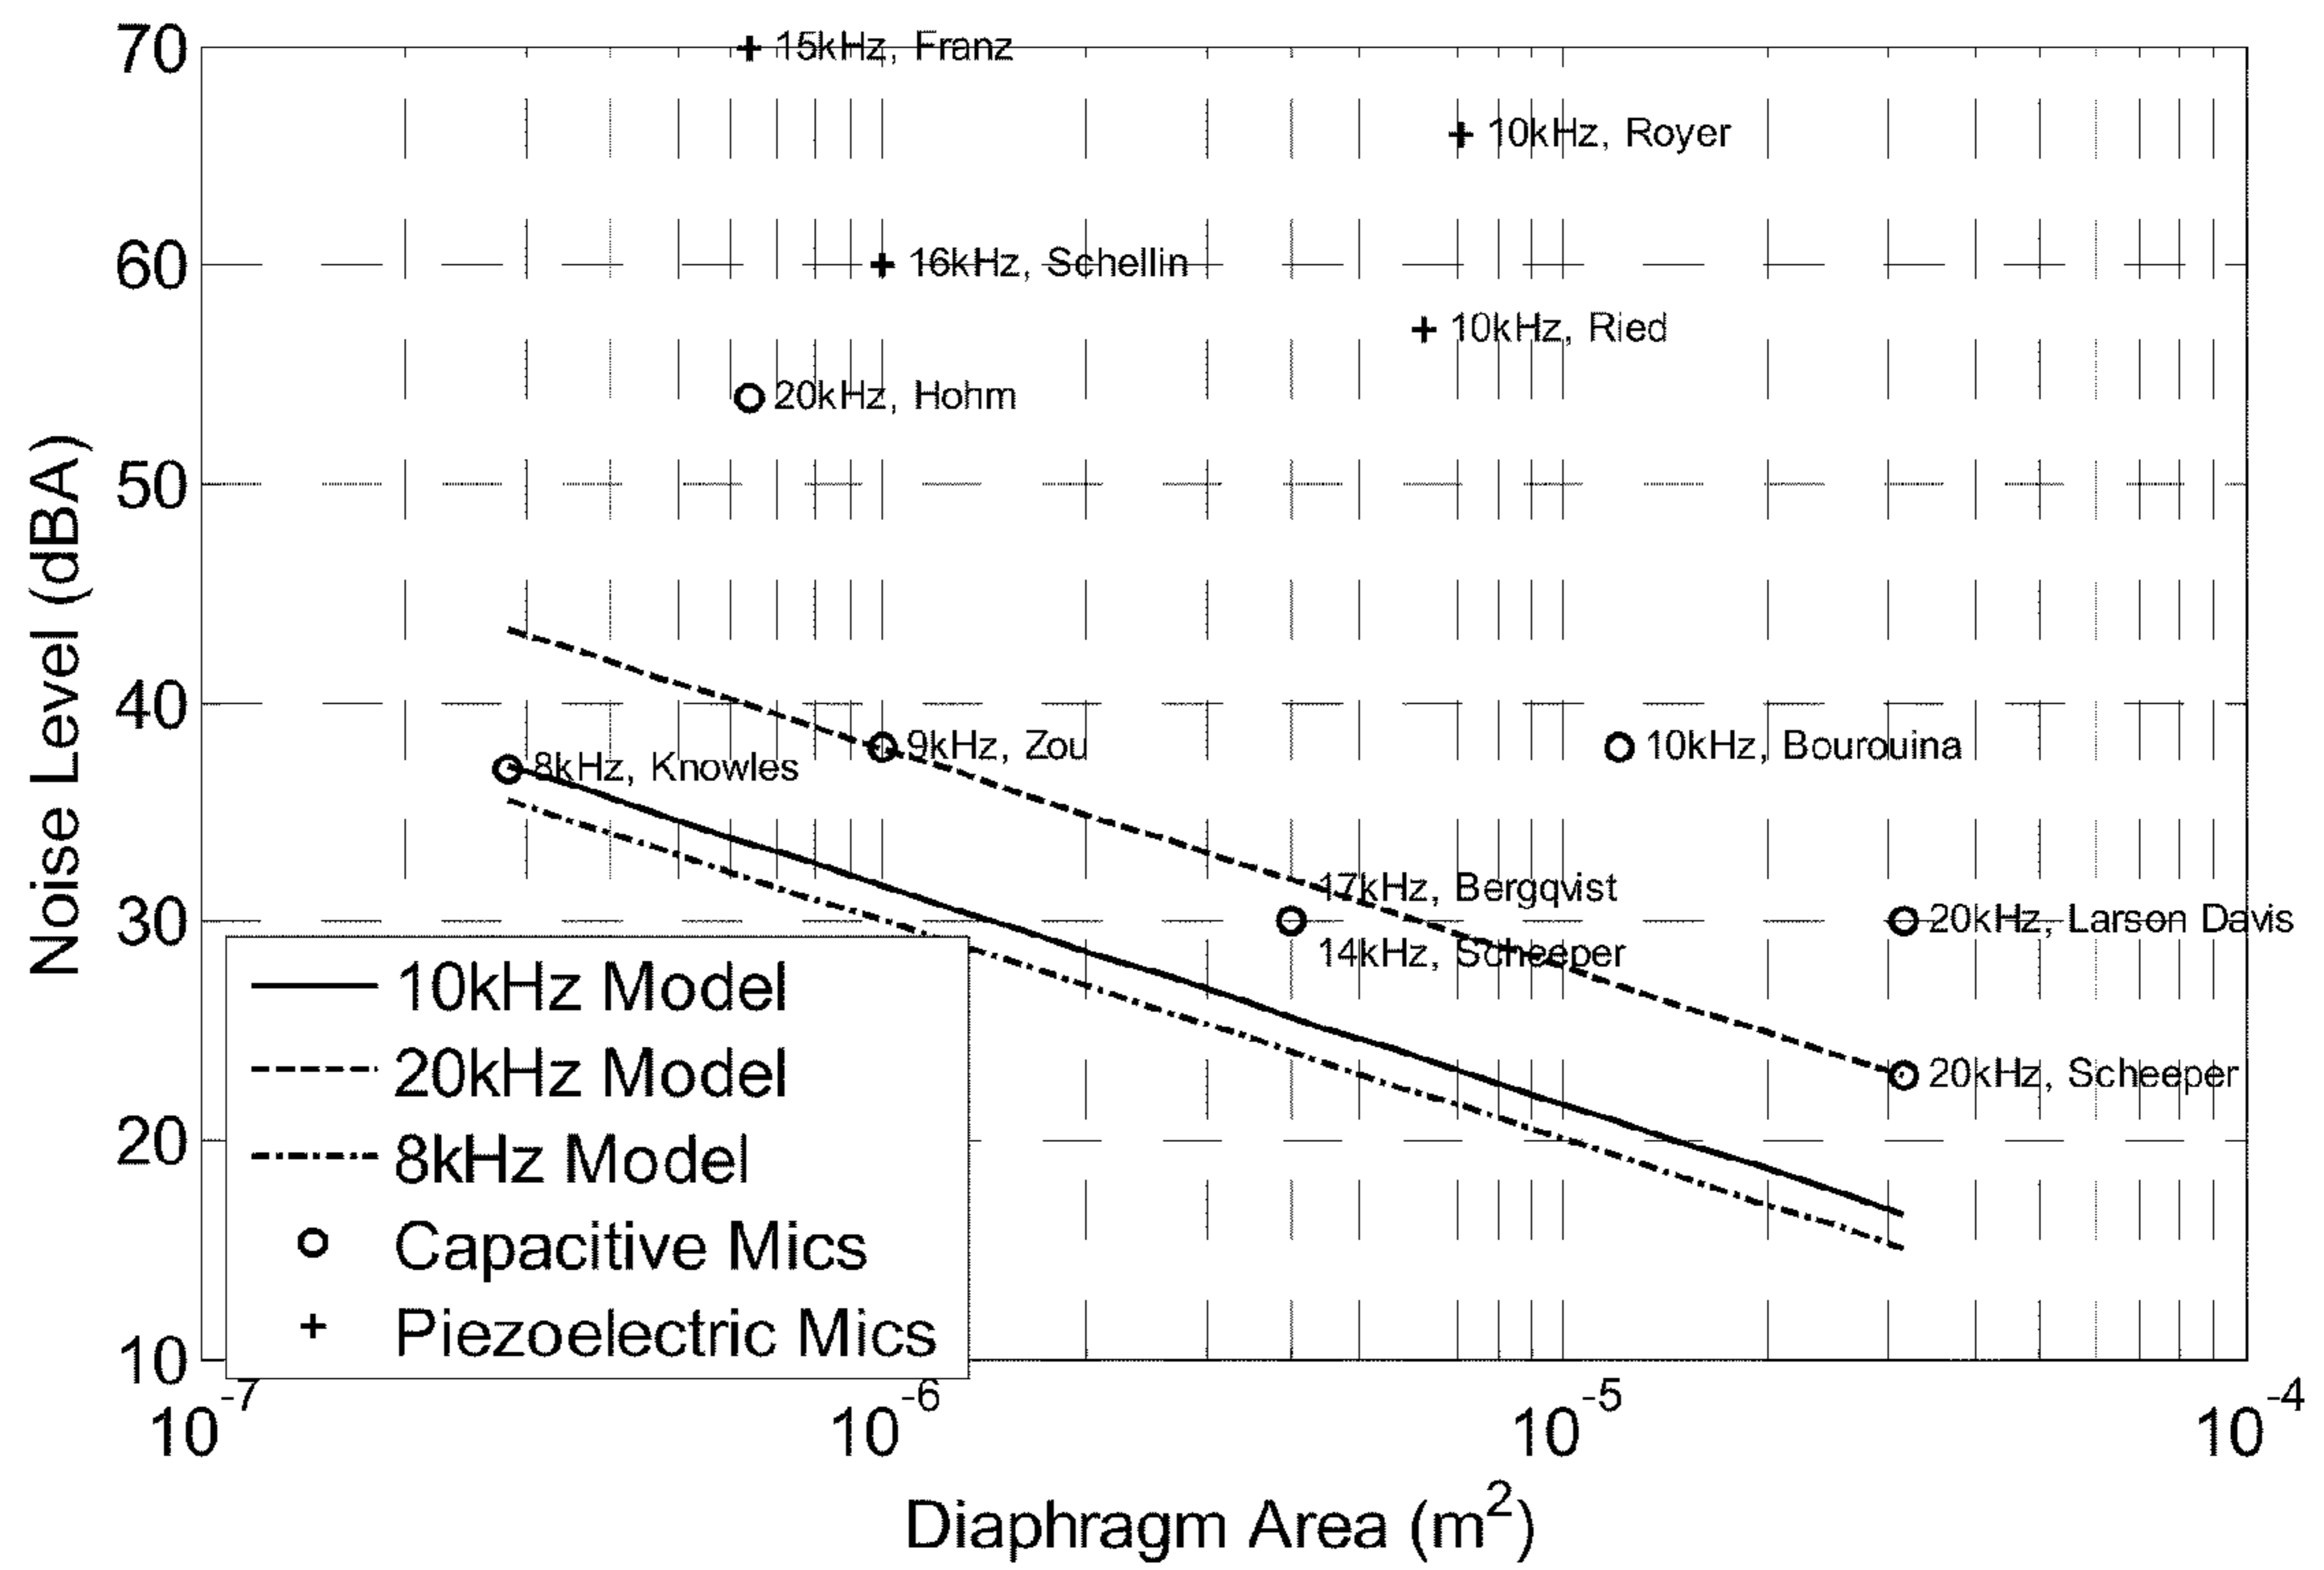 70
15kHz, Franz
10kHz, Royer
60
16kHz, Schellin
10kHz, Ried
20kHz, Hohm
50
40
9kHz, Zou
10kHz, Bourouina
8kHz, Knowles
17kHz, Bergqvist
30
20kHz, Larson Davis
14kHz, Scheeper
20kHz, Scheeper
20
10
Noise Level (dBA)
10kHz Model
20kHz Model
8kHz Model
Capacitive Mics
Piezoelectric Mics
10^-7
10^-6
10^-5
10^-4
Diaphragm Area (m²)